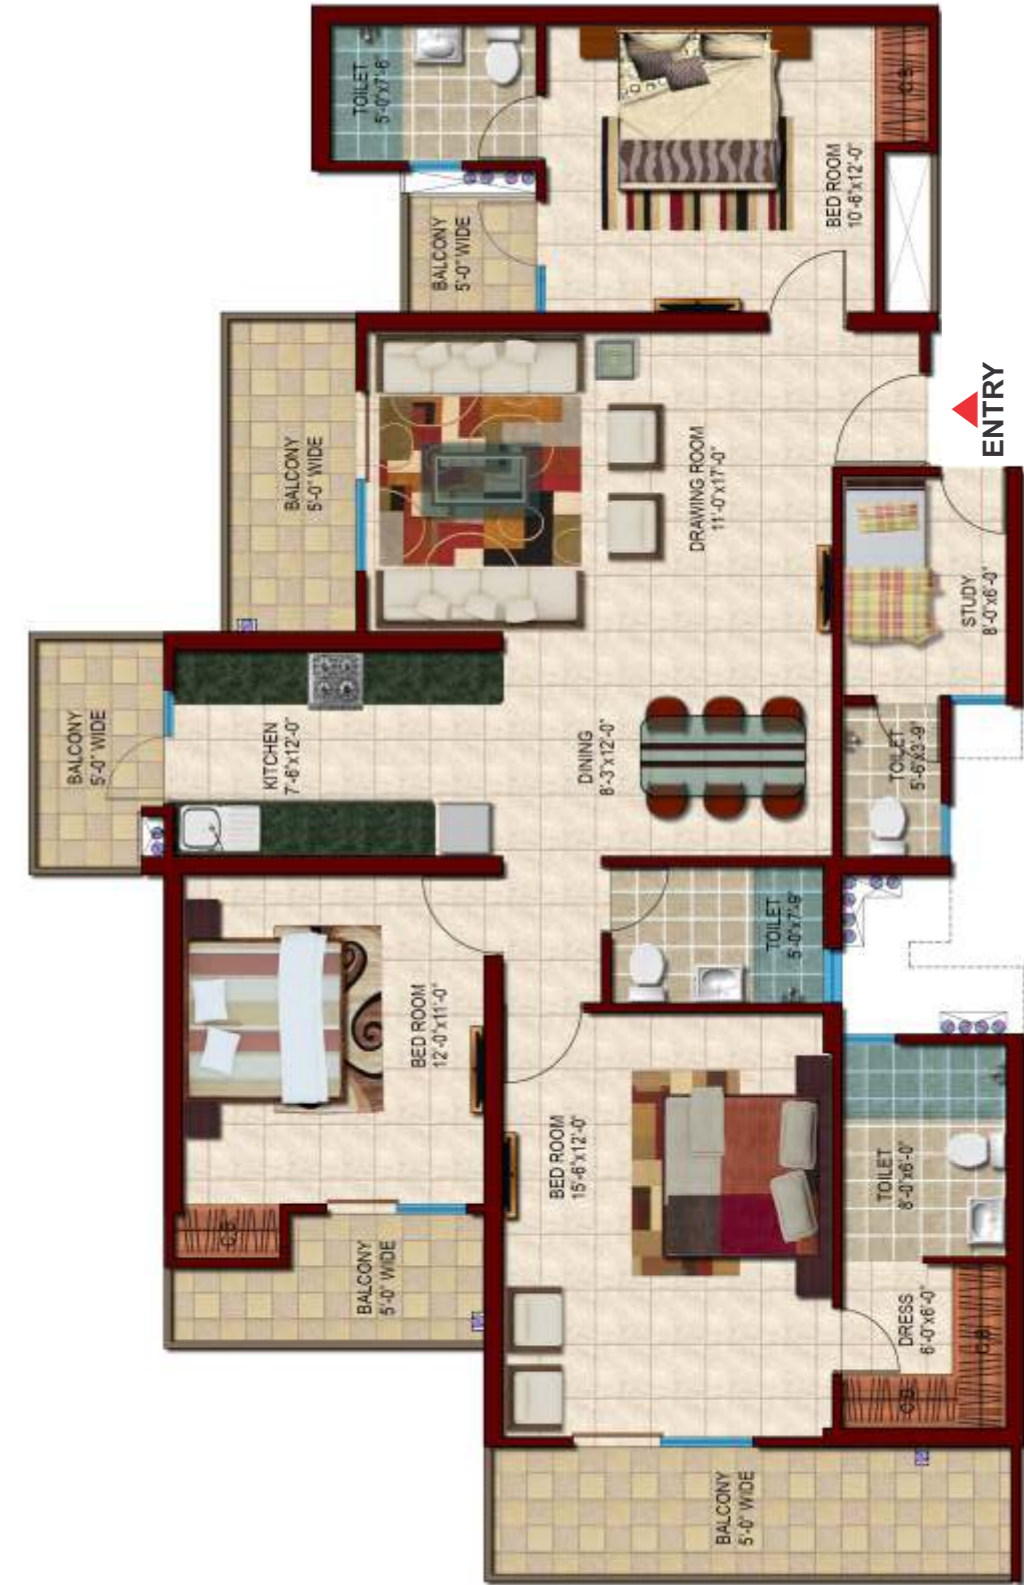 TOILET
5'-0"x7'-6"
BED ROOM
10'-6"x12'-0"
C.B
BALCONY
5'-0" WIDE
BALCONY
5'-0" WIDE
DRAWING ROOM
11'-0"x17'-0"
ENTRY
STUDY
8'-0"x6'-0"
BALCONY
5'-0" WIDE
KITCHEN
7'-6"x12'-0"
DINING
8'-3"x12'-0"
TOILET
5'-6"x3'-9"
BED ROOM
12'-0"x11'-0"
TOILET
5'-0"x7'-9"
BED ROOM
15'-6"x12'-0"
TOILET
8'-0"x6'-0"
C.B
BALCONY
5'-0" WIDE
DRESS
6'-0"x6'-0"
C.B
C.B
BALCONY
5'-0" WIDE